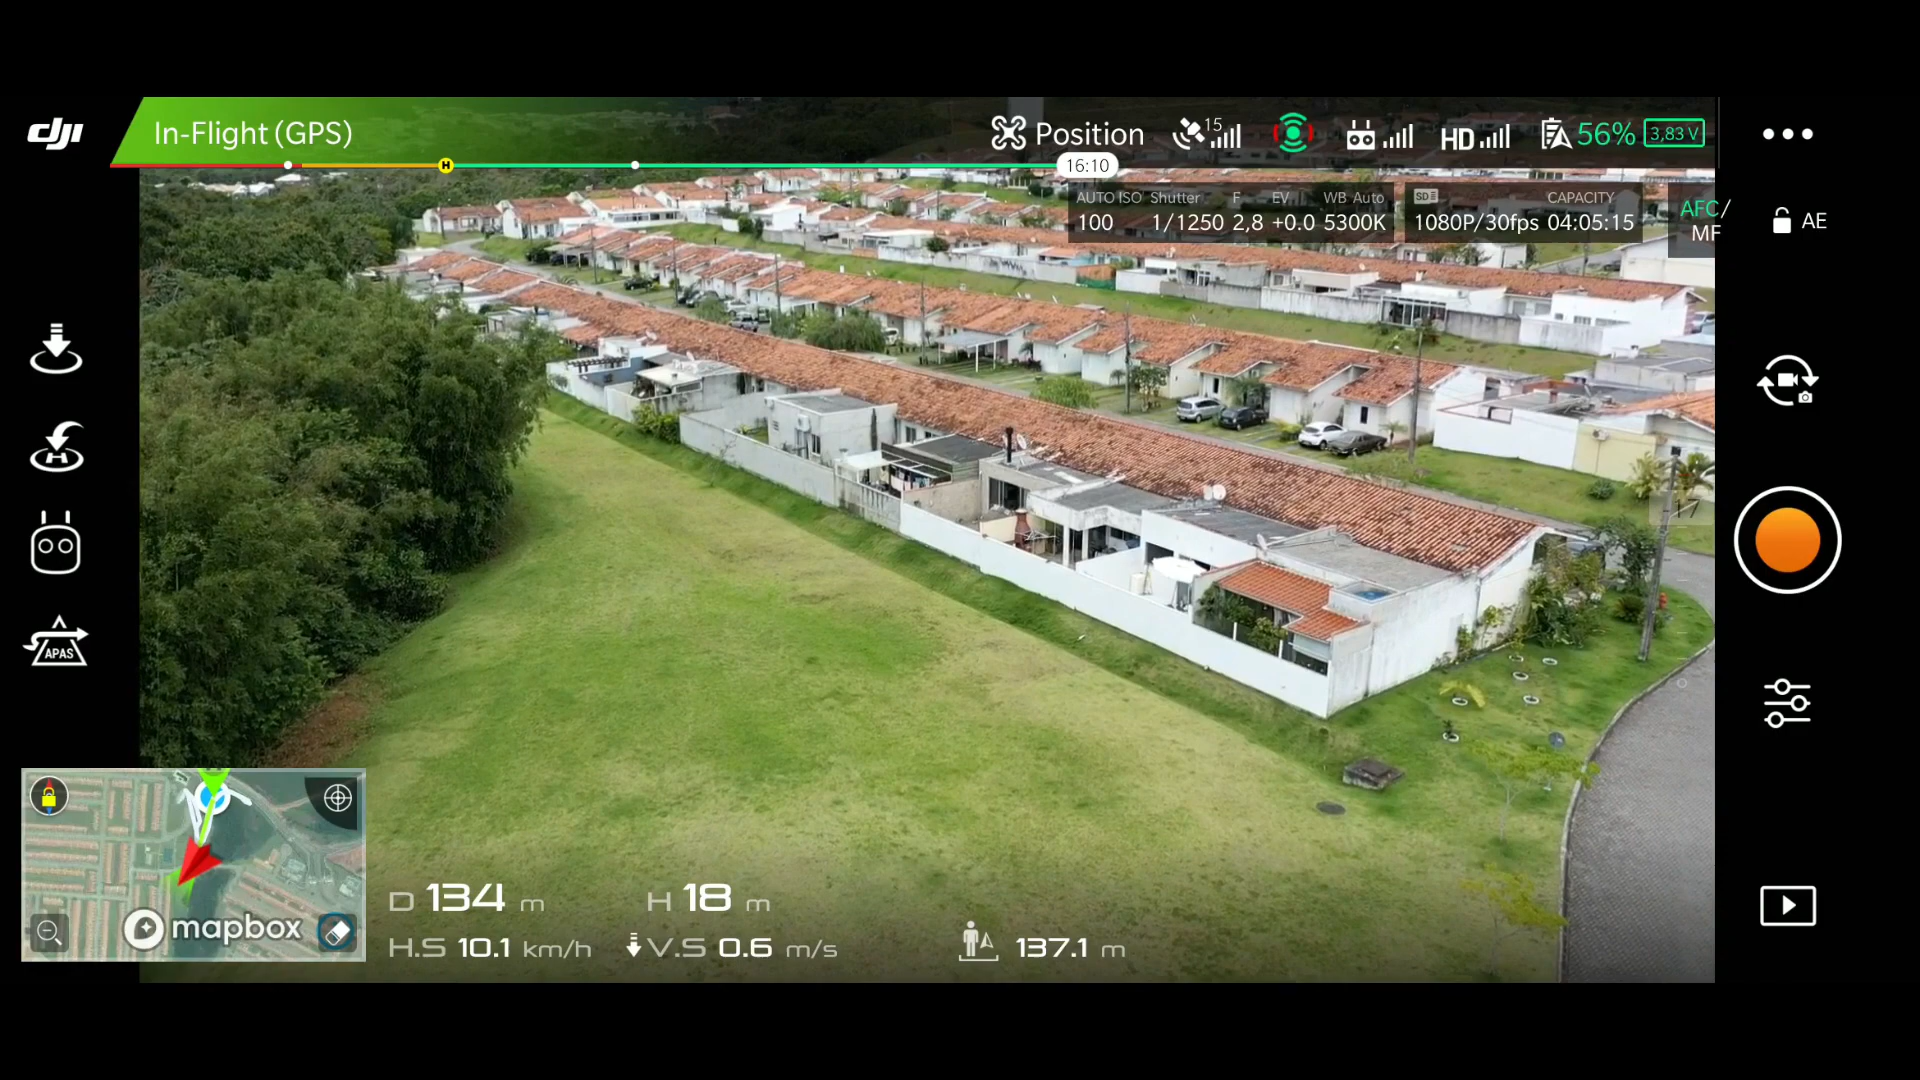 dji
In-Flight (GPS)
Position
15
HD
56%
3,83 V
16:10
AUTO ISO Shutter F EV WB Auto
100 1/1250 2,8 +0.0 5300K
SD CAPACITY
1080P/30fps 04:05:15
AFC/
MF
AE
H
H
APAS
mapbox
D 134 m
H 18 m
H.S 10.1 km/h
V.S 0.6 m/s
137.1 m